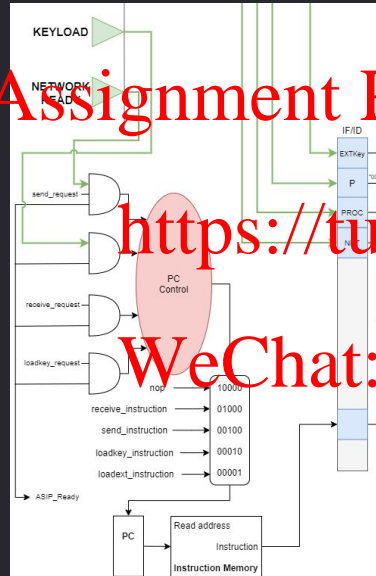 KEYLOAD
NETWORK
READY
Assignment
IF/ID
EXTKey
P
PROC
send_request
https://tu
PC
Control
receive_request
loadkey_request
WeChat:
nop
10000
receive_instruction
01000
send_instruction
00100
loadkey_instruction
00010
loadext_instruction
00001
ASIP_Ready
PC
Read address
Instruction
Instruction Memory